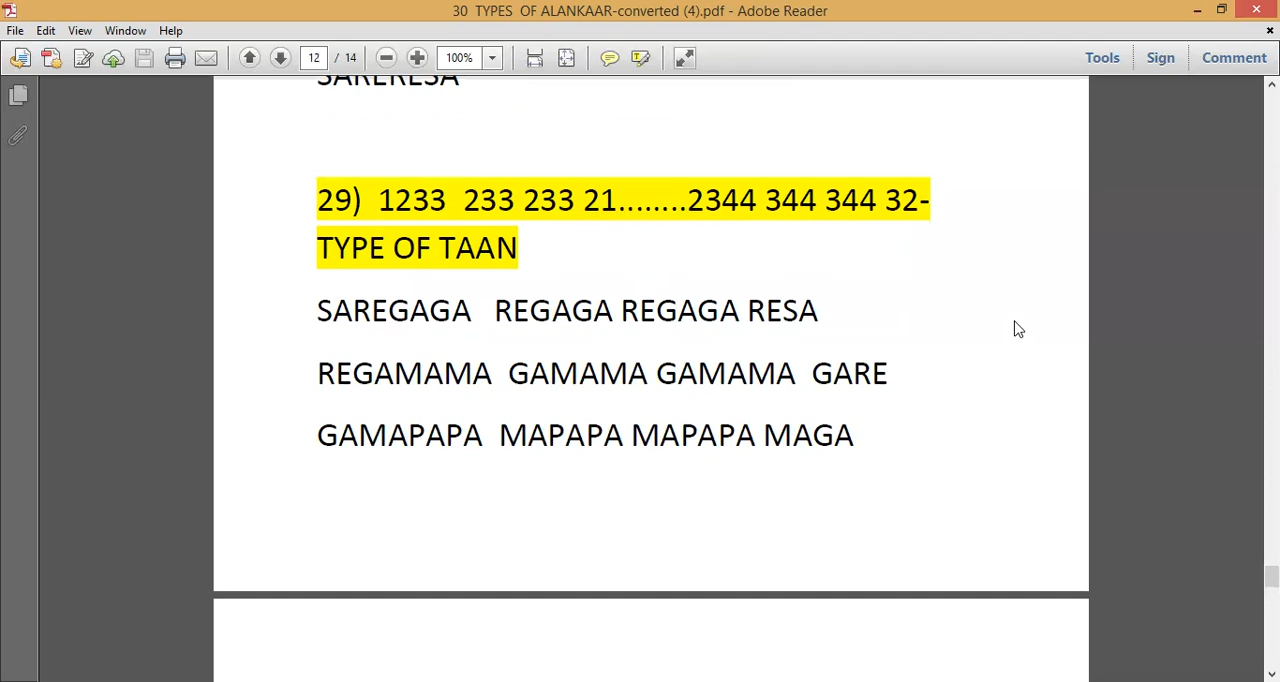 30 TYPES OF ALANKAAR-converted (4).pdf - Adobe Reader
File Edit View Window Help
12 / 14 100% Tools Sign Comment
SARERESA
29) 1233 233 233 21........2344 344 344 32-
TYPE OF TAAN
SAREGAGA REGAGA REGAGA RESA
REGAMAMA GAMAMA GAMAMA GARE
GAMAPAPA MAPAPA MAPAPA MAGA